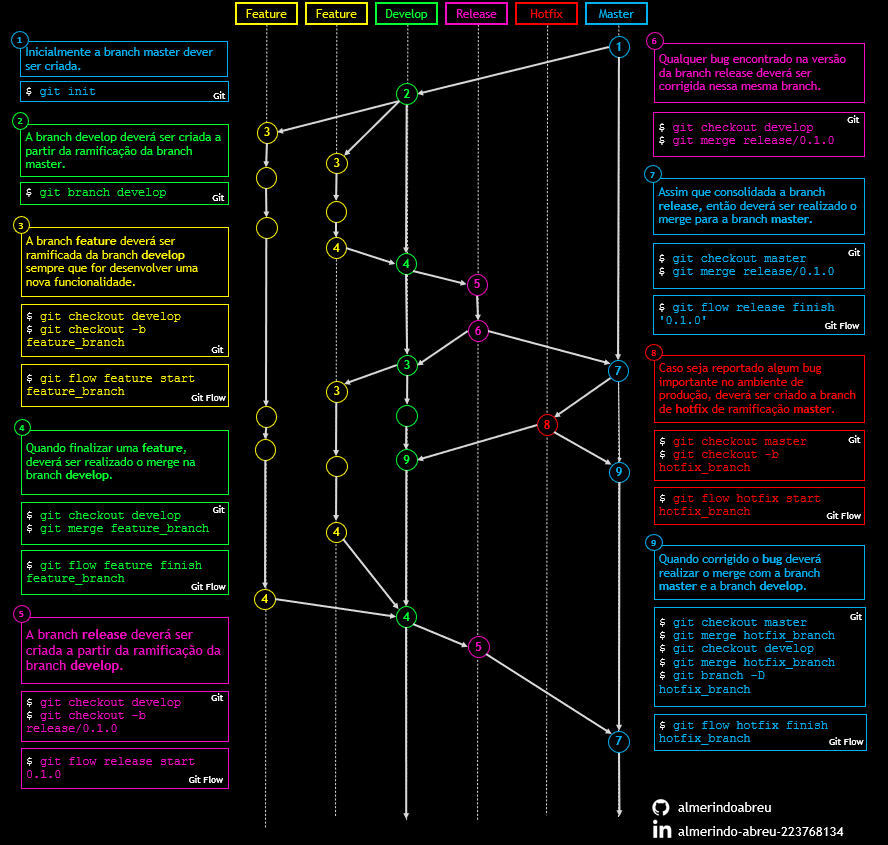 Feature
Feature
Develop
Release
Hotfix
Master
1
Inicialmente a branch master dever
ser criada.
$ git init
Git
2
A branch develop deverá ser criada a
partir da ramificação da branch
master.
$ git branch develop
Git
3
A branch feature deverá ser
ramificada da branch develop
sempre que for desenvolver uma
nova funcionalidade.
$ git checkout develop
$ git checkout -b
feature_branch
Git
$ git flow feature start
feature_branch
Git Flow
4
Quando finalizar uma feature,
deverá ser realizado o merge na
branch develop.
$ git checkout develop
$ git merge feature_branch
Git
$ git flow feature finish
feature_branch
Git Flow
5
A branch release deverá ser
criada a partir da ramificação da
branch develop.
$ git checkout develop
$ git checkout -b
release/0.1.0
Git
$ git flow release start
0.1.0
Git Flow
1
2
3
3
4
4
5
6
3
7
3
8
9
9
4
4
4
5
7
6
Qualquer bug encontrado na versão
da branch release deverá ser
corrigida nessa mesma branch.
$ git checkout develop
$ git merge release/0.1.0
Git
7
Assim que consolidada a branch
release, então deverá ser realizado o
merge para a branch master.
$ git checkout master
$ git merge release/0.1.0
Git
$ git flow release finish
'0.1.0'
Git Flow
8
Caso seja reportado algum bug
importante no ambiente de
produção, deverá ser criado a branch
de hotfix de ramificação master.
$ git checkout master
$ git checkout -b
hotfix_branch
Git
$ git flow hotfix start
hotfix_branch
Git Flow
9
Quando corrigido o bug deverá
realizar o merge com a branch
master e a branch develop.
$ git checkout master
$ git merge hotfix_branch
$ git checkout develop
$ git merge hotfix_branch
$ git branch -D
hotfix_branch
Git
$ git flow hotfix finish
hotfix_branch
Git Flow
almerindoabreu
in almerindo-abreu-223768134